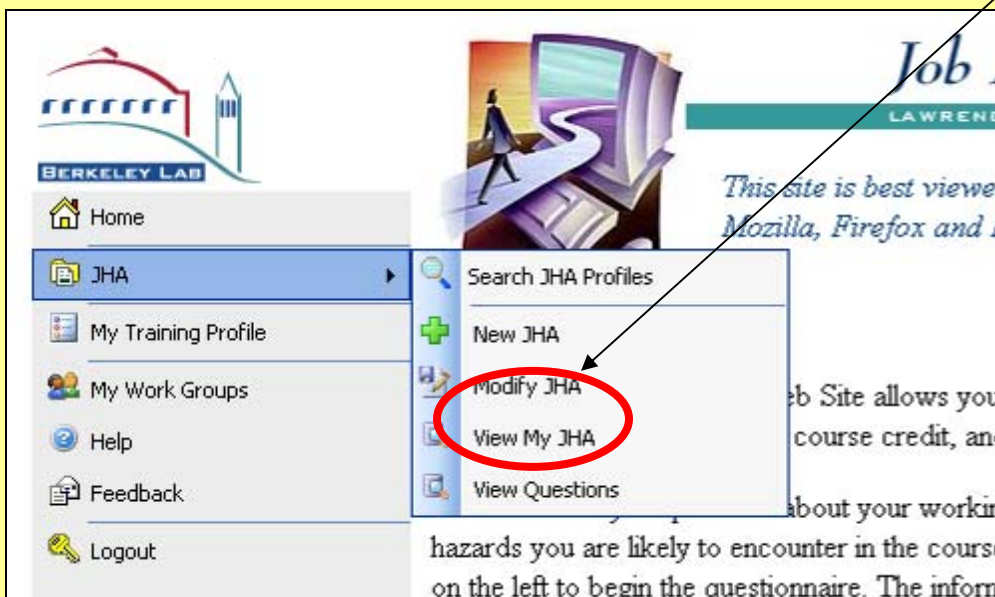 Job
LAWREN
BERKELEY LAB
This site is best viewe
Mozilla, Firefox and
Home
JHA
My Training Profile
My Work Groups
Help
Feedback
Logout
Search JHA Profiles
New JHA
Modify JHA
View My JHA
View Questions
eb Site allows you
course credit, and
about your workin
hazards you are likely to encounter in the course
on the left to begin the questionnaire. The inform